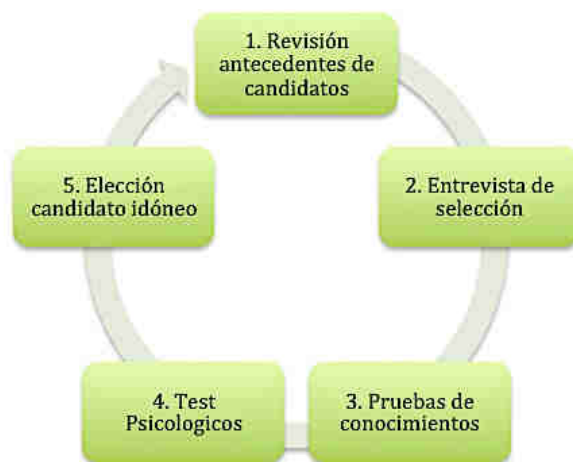 1. Revisión
antecedentes de
candidatos
2. Entrevista de
selección
3. Pruebas de
conocimientos
4. Test
Psicologicos
5. Elección
candidato idóneo